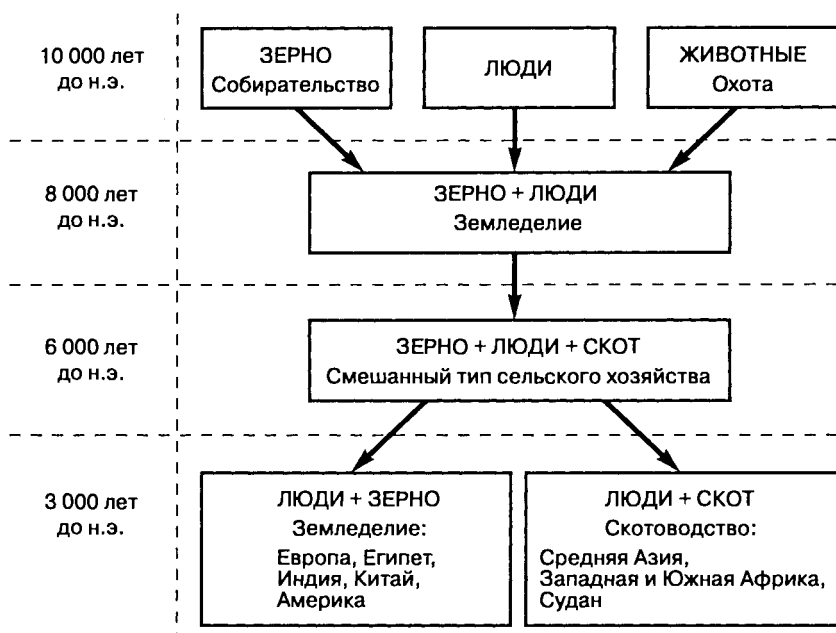 10 000 лет
до н.э.
ЗЕРНО
Собирательство
ЛЮДИ
ЖИВОТНЫЕ
Охота
8 000 лет
до н.э.
ЗЕРНО + ЛЮДИ
Земледелие
6 000 лет
до н.э.
ЗЕРНО + ЛЮДИ + СКОТ
Смешанный тип сельского хозяйства
3 000 лет
до н.э.
ЛЮДИ + ЗЕРНО
Земледелие:
Европа, Египет,
Индия, Китай,
Америка
ЛЮДИ + СКОТ
Скотоводство:
Средняя Азия,
Западная и Южная Африка,
Судан